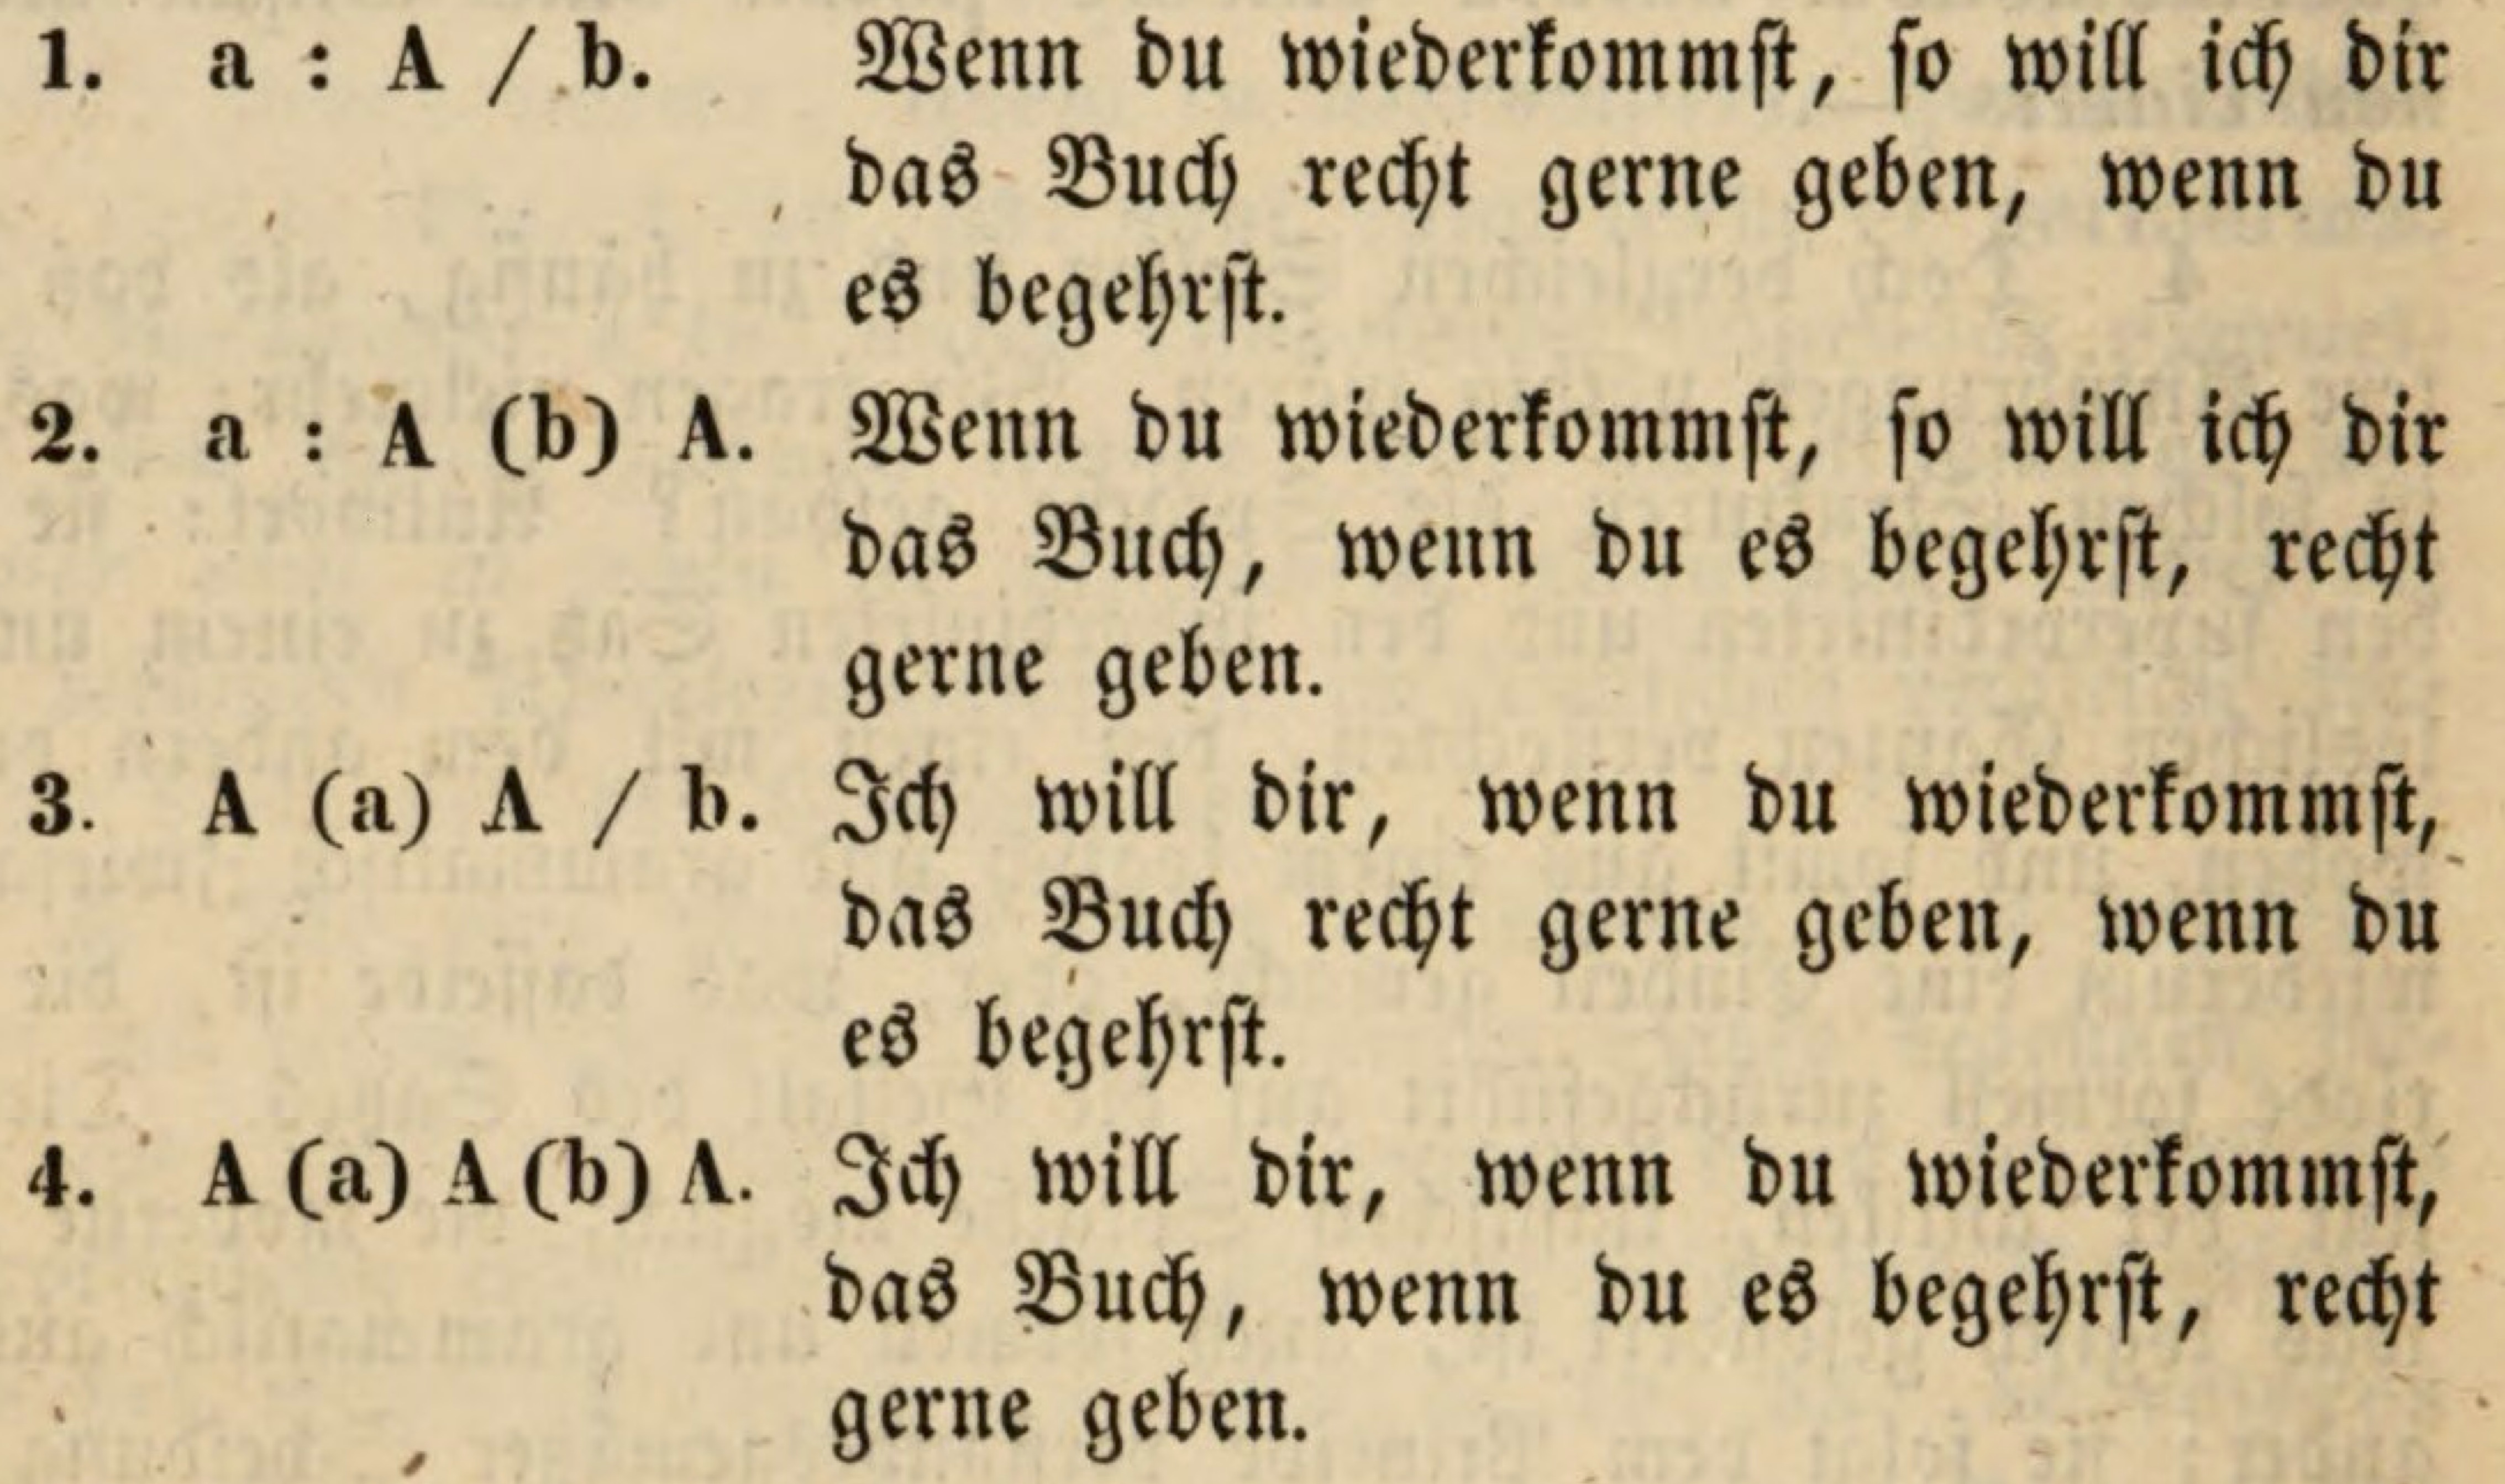 1. a : A / b. Wenn du wiederkommſt, ſo will ich dir
das Buch recht gerne geben, wenn du
es begehrſt.
2. a : A (b) A. Wenn du wiederkommſt, ſo will ich dir
das Buch, wenn du es begehrſt, recht
gerne geben.
3. A (a) A / b. Ich will dir, wenn du wiederkommſt,
das Buch recht gerne geben, wenn du
es begehrſt.
4. A (a) A (b) A. Ich will dir, wenn du wiederkommſt,
das Buch, wenn du es begehrſt, recht
gerne geben.